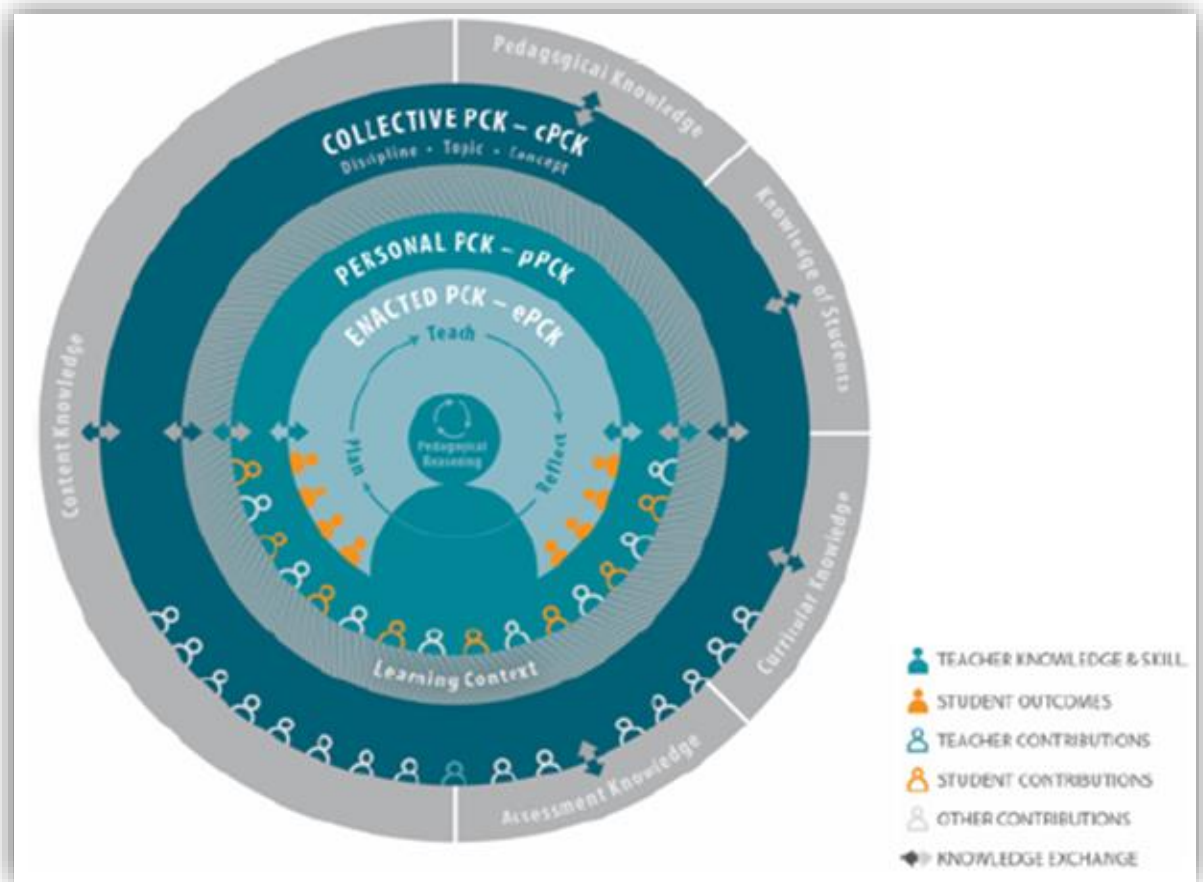 Pedagogical Knowledge
COLLECTIVE PCK – cPCK
Discipline • Topic • Concept
Knowledge of Students
PERSONAL PCK – pPCK
ENACTED PCK – ePCK
Teach
Content Knowledge
Pedagogical
Reasoning
Plan
Reflect
Curricular Knowledge
Learning Context
Assessment Knowledge
TEACHER KNOWLEDGE & SKILL
STUDENT OUTCOMES
TEACHER CONTRIBUTIONS
STUDENT CONTRIBUTIONS
OTHER CONTRIBUTIONS
KNOWLEDGE EXCHANGE